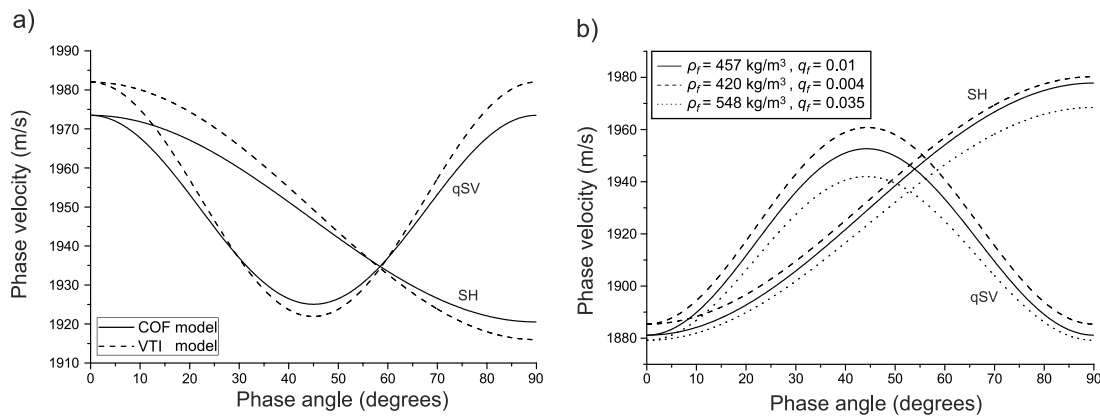 a)
1990
1980
1970
1960
1950
1940
1930
1920
1910
Phase velocity (m/s)
qSV
SH
COF model
VTI model
0 10 20 30 40 50 60 70 80 90
Phase angle (degrees)
b)
ρf = 457 kg/m³ , qf = 0.01
ρf = 420 kg/m³ , qf = 0.004
ρf = 548 kg/m³ , qf = 0.035
1980
1960
1940
1920
1900
1880
Phase velocity (m/s)
SH
qSV
0 10 20 30 40 50 60 70 80 90
Phase angle (degrees)